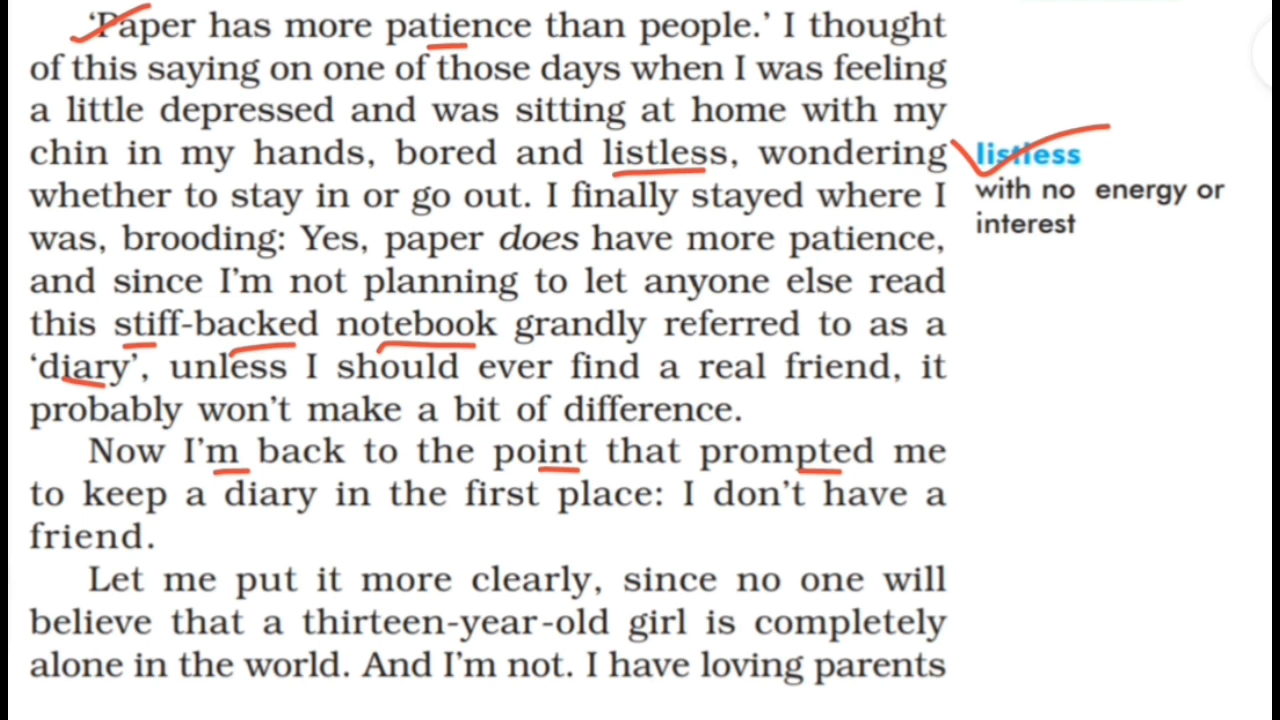 ‘Paper has more patience than people.’ I thought
of this saying on one of those days when I was feeling
a little depressed and was sitting at home with my
chin in my hands, bored and listless, wondering
whether to stay in or go out. I finally stayed where I
was, brooding: Yes, paper does have more patience,
and since I’m not planning to let anyone else read
this stiff-backed notebook grandly referred to as a
‘diary’, unless I should ever find a real friend, it
probably won’t make a bit of difference.
Now I’m back to the point that prompted me
to keep a diary in the first place: I don’t have a
friend.
Let me put it more clearly, since no one will
believe that a thirteen-year-old girl is completely
alone in the world. And I’m not. I have loving parents
listless
with no energy or
interest